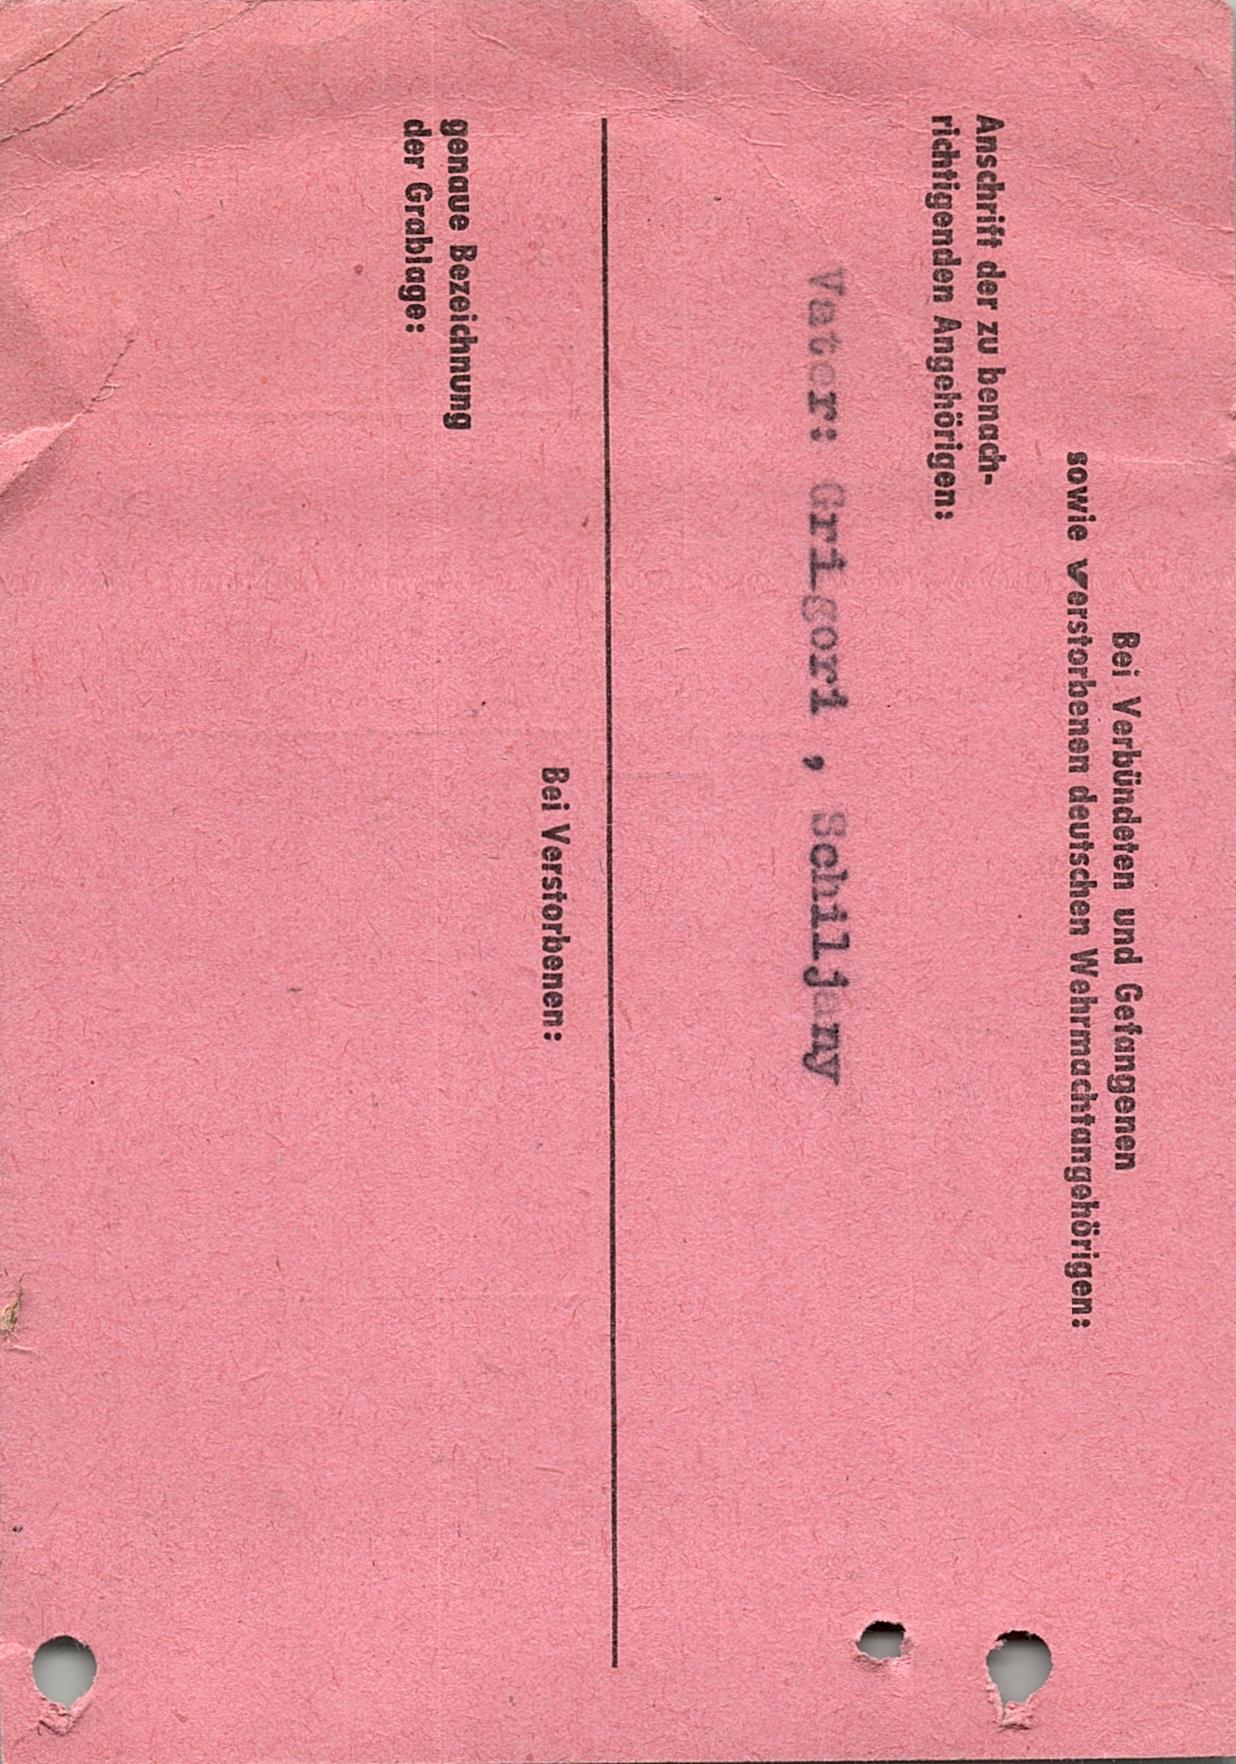 Bei Verbündeten und Gefangenen
sowie verstorbenen deutschen Wehrmachtangehörigen:
Anschrift der zu benach-
richtigenden Angehörigen:
Vater: Grigori , Schiljany
Bei Verstorbenen:
genaue Bezeichnung
der Grablage: